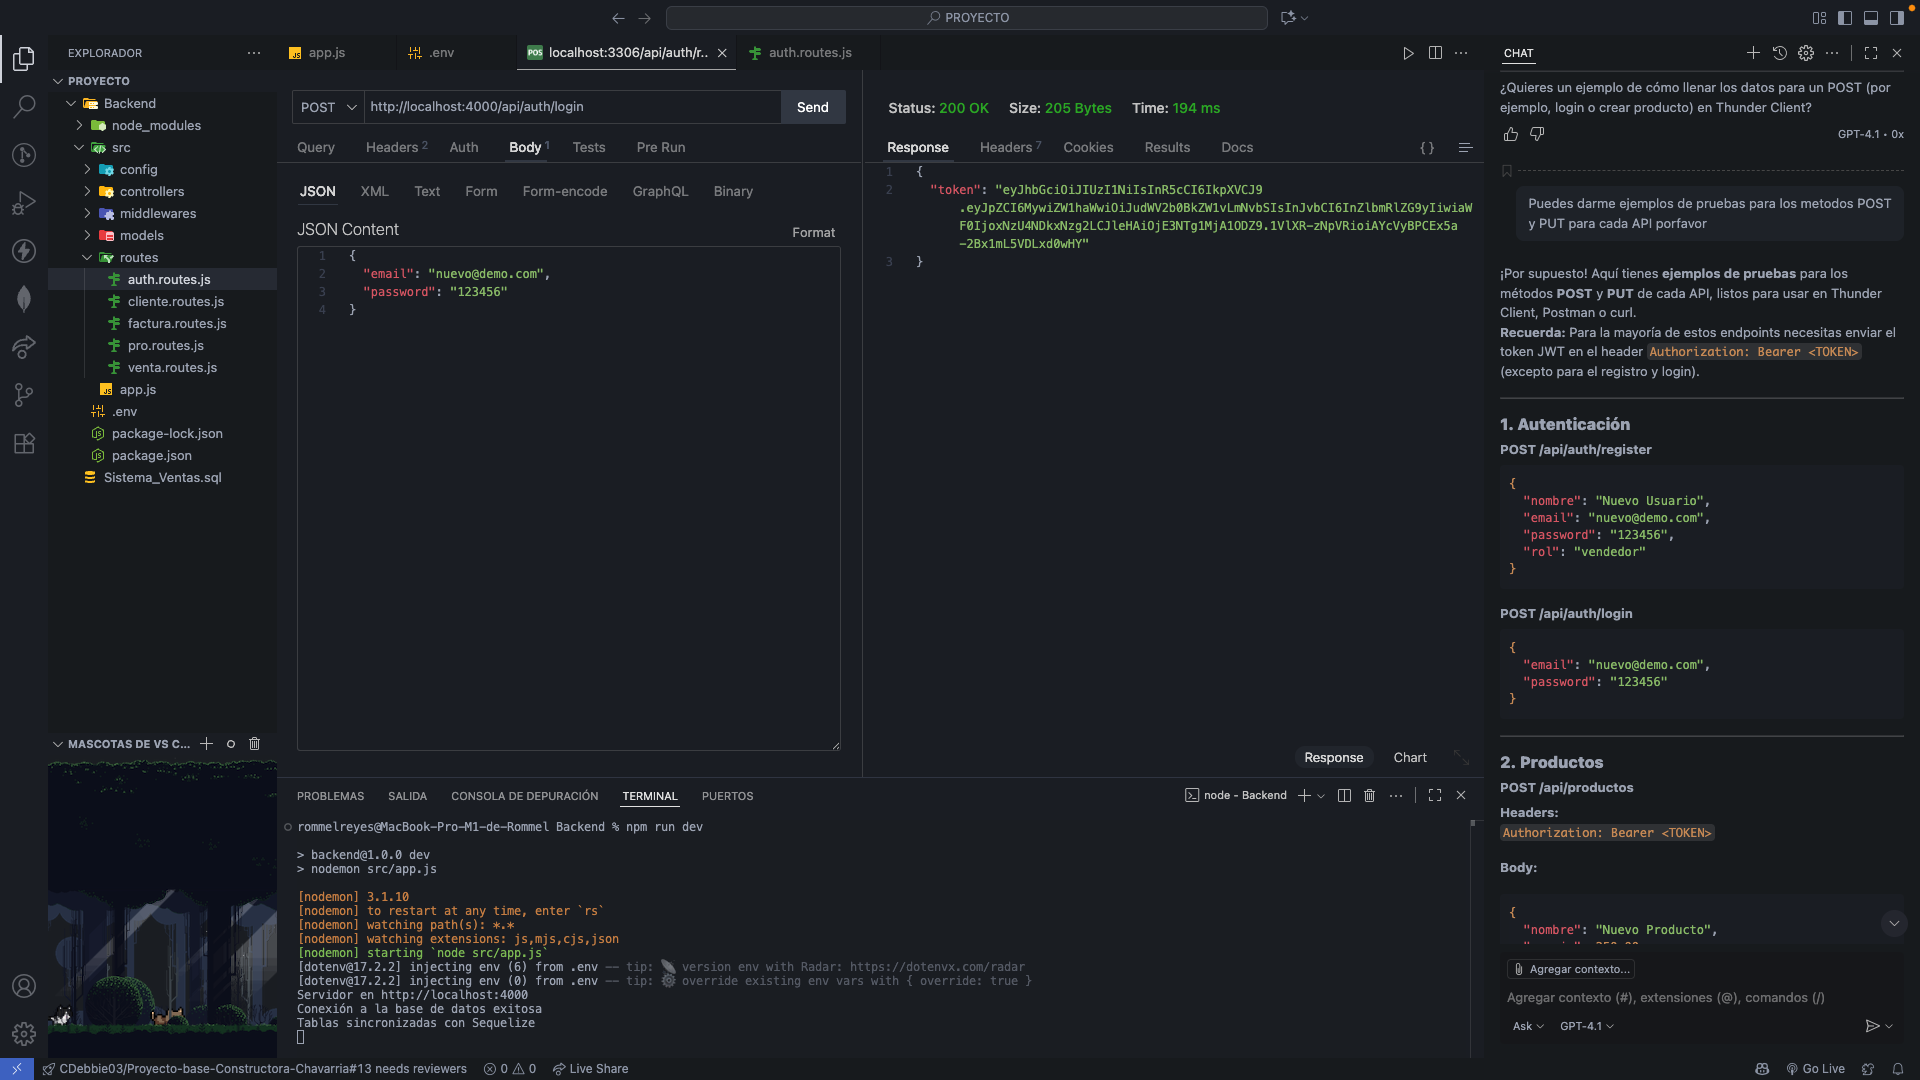 PROYECTO
EXPLORADOR
PROYECTO
Backend
node_modules
src
config
controllers
middlewares
models
routes
auth.routes.js
cliente.routes.js
factura.routes.js
pro.routes.js
venta.routes.js
app.js
.env
package-lock.json
package.json
Sistema_Ventas.sql
MASCOTAS DE VS C...
app.js
.env
POS localhost:3306/api/auth/r..
auth.routes.js
POST
http://localhost:4000/api/auth/login
Send
Query Headers 2 Auth Body 1 Tests Pre Run
JSON XML Text Form Form-encode GraphQL Binary
JSON Content
Format
1 {
2 "email": "nuevo@demo.com",
3 "password": "123456"
4 }
Status: 200 OK Size: 205 Bytes Time: 194 ms
Response Headers 7 Cookies Results Docs
{ }
1 {
2 "token": "eyJhbGciOiJIUzI1NiIsInR5cCI6IkpXVCJ9
.eyJpZCI6MywiZW1haWwiOiJudWV2b0BkZW1vLmNvbSIsInJvbCI6InZlbmRlZG9yIiwiaW
F0IjoxNzU4NDkxNzg2LCJleHAiOjE3NTg1MjA1ODZ9.1VlXR-zNpVRioiAYcVyBPCEx5a
-2Bx1mL5VDLxd0wHY"
3 }
Response Chart
PROBLEMAS SALIDA CONSOLA DE DEPURACIÓN TERMINAL PUERTOS
node - Backend
rommelreyes@MacBook-Pro-M1-de-Rommel Backend % npm run dev
> backend@1.0.0 dev
> nodemon src/app.js
[nodemon] 3.1.10
[nodemon] to restart at any time, enter `rs`
[nodemon] watching path(s): *.*
[nodemon] watching extensions: js,mjs,cjs,json
[nodemon] starting `node src/app.js`
[dotenv@17.2.2] injecting env (6) from .env -- tip: version env with Radar: https://dotenvx.com/radar
[dotenv@17.2.2] injecting env (0) from .env -- tip: override existing env vars with { override: true }
Servidor en http://localhost:4000
Conexión a la base de datos exitosa
Tablas sincronizadas con Sequelize
CHAT
¿Quieres un ejemplo de cómo llenar los datos para un POST (por
ejemplo, login o crear producto) en Thunder Client?
GPT-4.1 • 0x
Puedes darme ejemplos de pruebas para los metodos POST
y PUT para cada API porfavor
¡Por supuesto! Aquí tienes ejemplos de pruebas para los
métodos POST y PUT de cada API, listos para usar en Thunder
Client, Postman o curl.
Recuerda: Para la mayoría de estos endpoints necesitas enviar el
token JWT en el header Authorization: Bearer <TOKEN>
(excepto para el registro y login).
1. Autenticación
POST /api/auth/register
{
"nombre": "Nuevo Usuario",
"email": "nuevo@demo.com",
"password": "123456",
"rol": "vendedor"
}
POST /api/auth/login
{
"email": "nuevo@demo.com",
"password": "123456"
}
2. Productos
POST /api/productos
Headers:
Authorization: Bearer <TOKEN>
Body:
{
"nombre": "Nuevo Producto",
Agregar contexto...
Agregar contexto (#), extensiones (@), comandos (/)
Ask GPT-4.1
CDebbie03/Proyecto-base-Constructora-Chavarria#13 needs reviewers 0 0 Live Share
Go Live